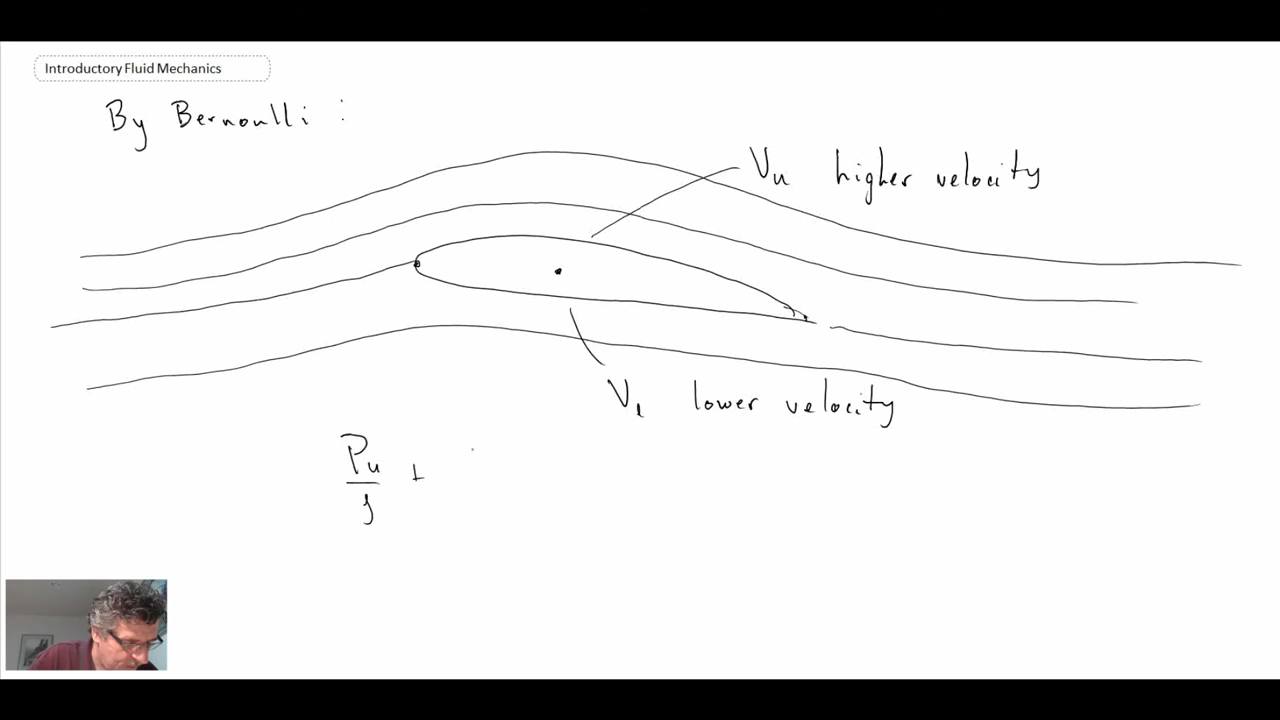 Introductory Fluid Mechanics
By Bernoulli :
Vu higher velocity
Vl lower velocity
Pu/ρ +